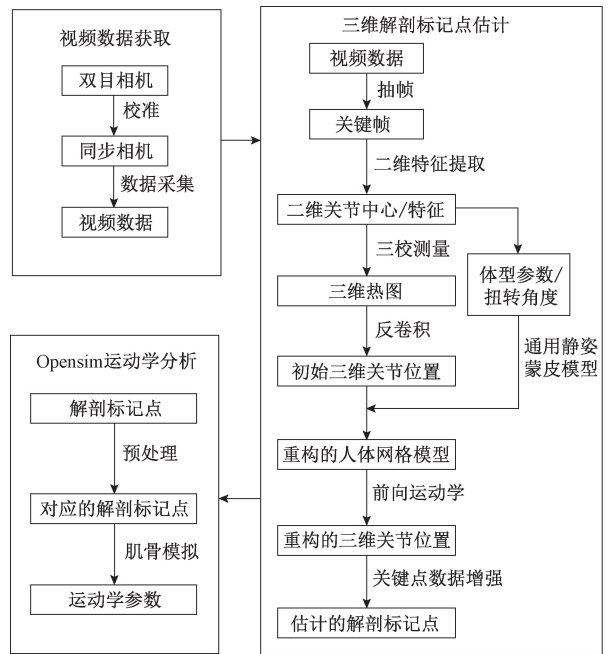 视频数据获取
双目相机
校准
同步相机
数据采集
视频数据
三维解剖标记点估计
视频数据
抽帧
关键帧
二维特征提取
二维关节中心/特征
三校测量
三维热图
反卷积
初始三维关节位置
体型参数/
扭转角度
通用静姿
蒙皮模型
重构的人体网格模型
前向运动学
重构的三维关节位置
关键点数据增强
估计的解剖标记点
Opensim运动学分析
解剖标记点
预处理
对应的解剖标记点
肌骨模拟
运动学参数